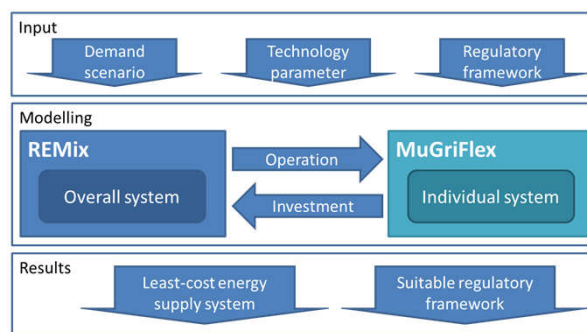 Input
Demand
scenario
Technology
parameter
Regulatory
framework
Modelling
REMix
Overall system
Operation
Investment
MuGriFlex
Individual system
Results
Least-cost energy
supply system
Suitable regulatory
framework